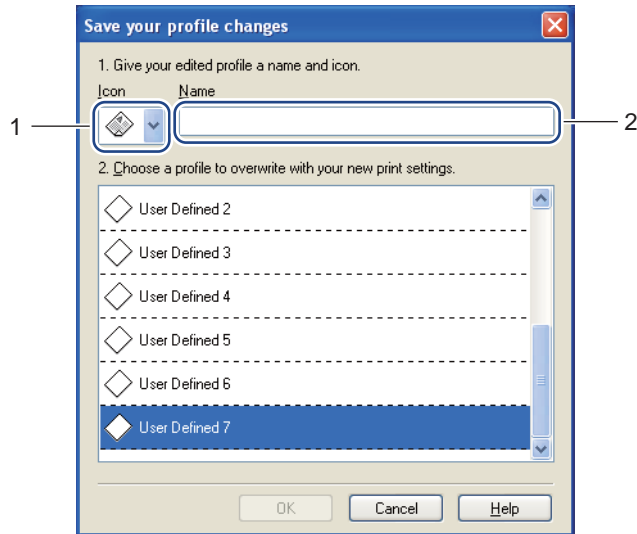 Save your profile changes
1. Give your edited profile a name and icon.
Icon Name
1 2
2. Choose a profile to overwrite with your new print settings.
User Defined 2
User Defined 3
User Defined 4
User Defined 5
User Defined 6
User Defined 7
OK Cancel Help